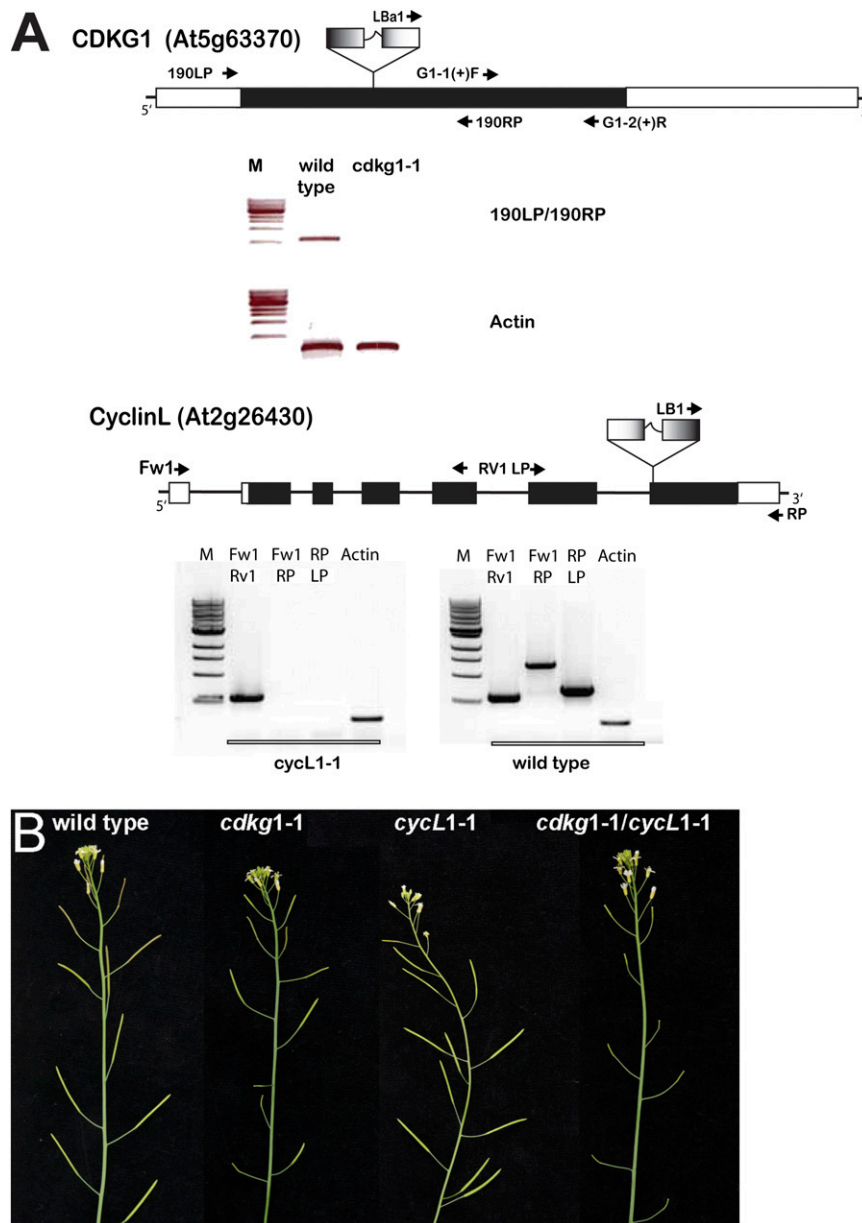 A
CDKG1 (At5g63370)
LBa1
190LP
G1-1(+)F
5'
190RP
G1-2(+)R
M wild type cdkg1-1
190LP/190RP
Actin
CyclinL (At2g26430)
LB1
Fw1
RV1 LP
5'
3'
RP
M Fw1 Fw1 RP Actin
Rv1 RP LP
M Fw1 Fw1 RP Actin
Rv1 RP LP
cycL1-1
wild type
B
wild type cdkg1-1 cycL1-1 cdkg1-1/cycL1-1